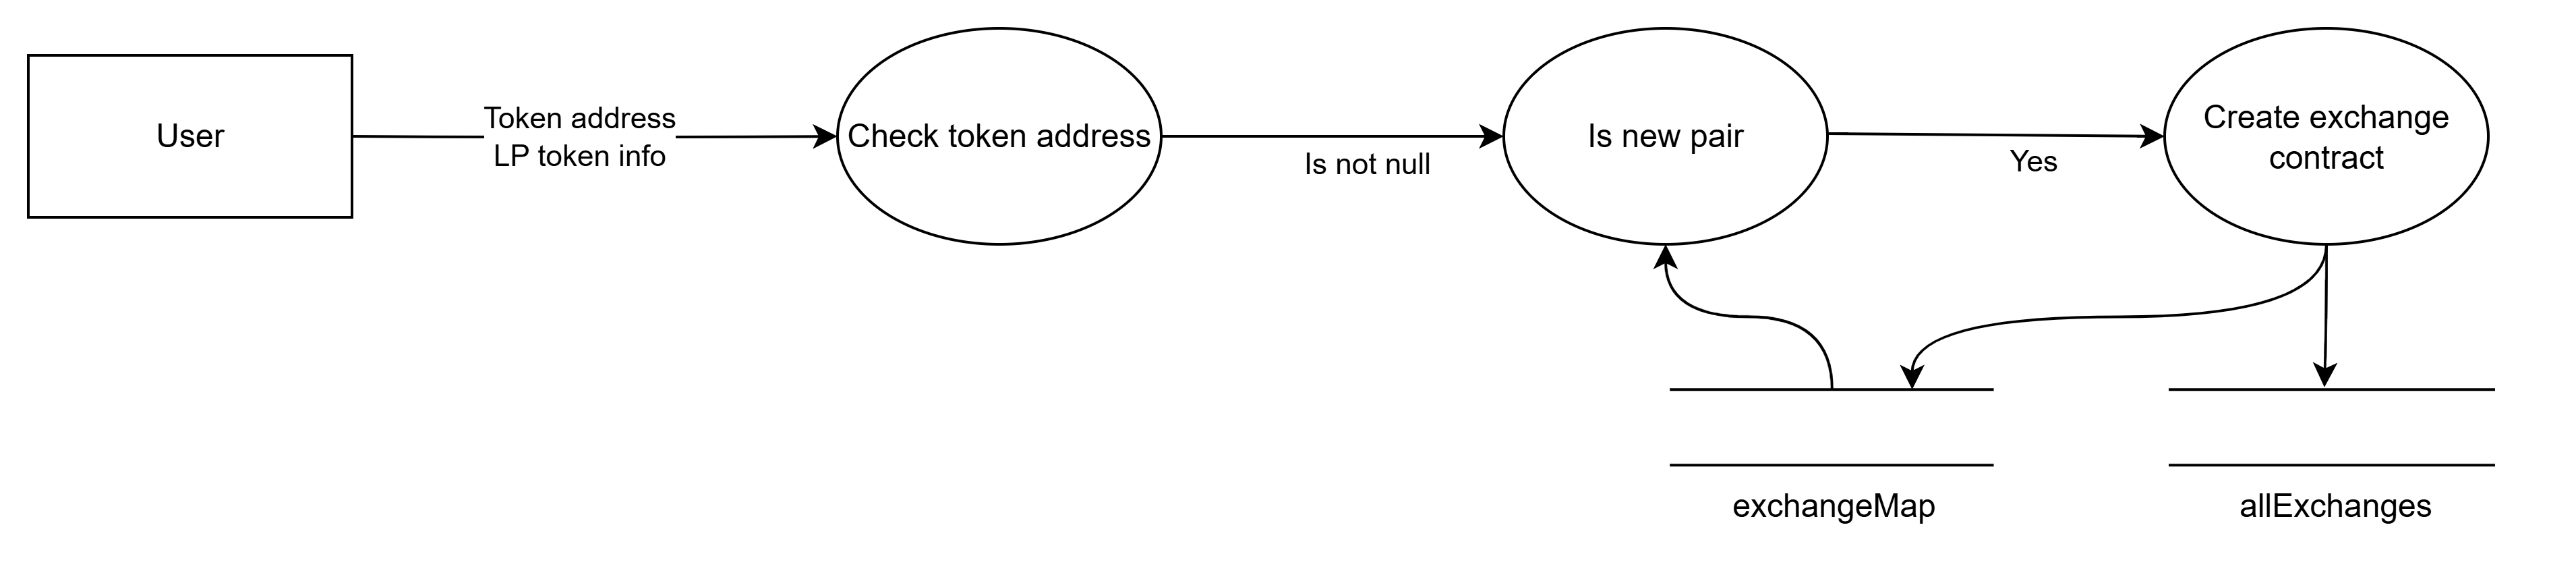 User
Token address
LP token info
Check token address
Is not null
Is new pair
Yes
Create exchange
contract
exchangeMap
allExchanges